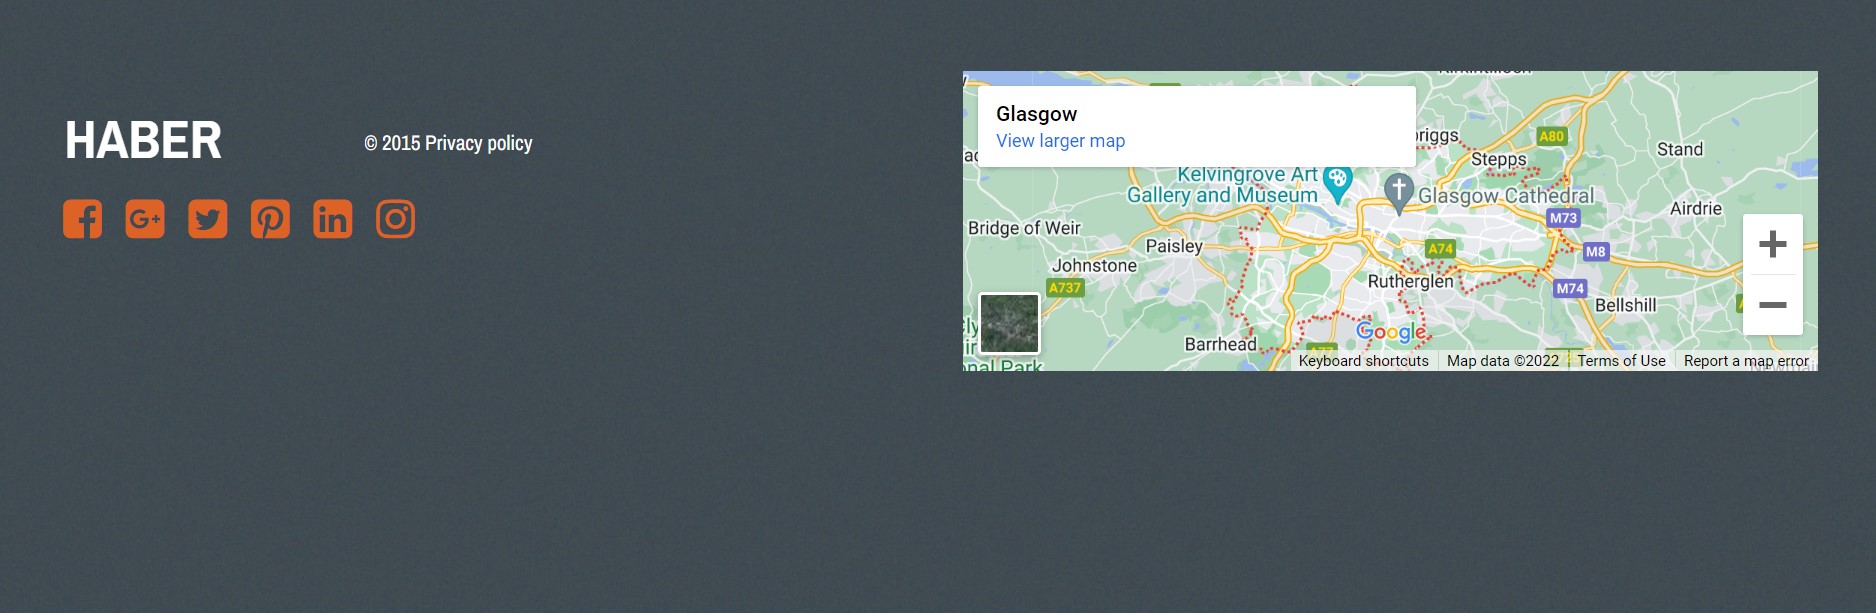 HABER
© 2015 Privacy policy
Glasgow
View larger map
Kelvingrove Art
Gallery and Museum
Glasgow Cathedral
Stepps
A80
Stand
Airdrie
M73
Bridge of Weir
Paisley
A74
M8
Johnstone
Rutherglen
A737
M74
Bellshill
Barrhead
Google
Keyboard shortcuts
Map data ©2022
Terms of Use
Report a map error